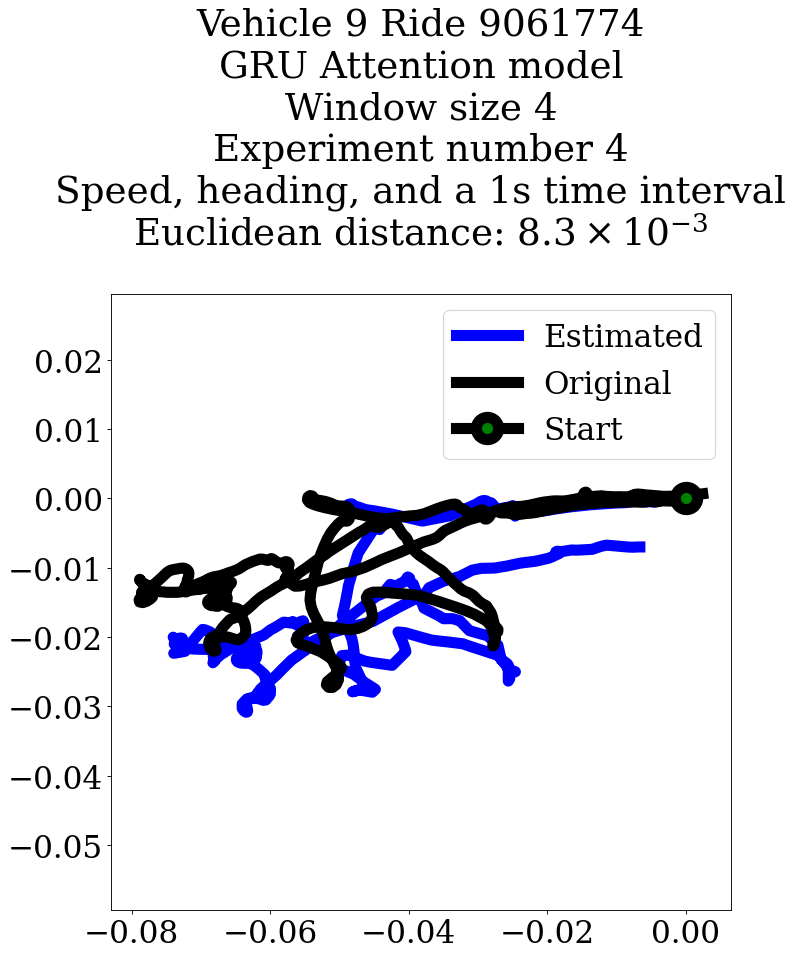 Vehicle 9 Ride 9061774
GRU Attention model
Window size 4
Experiment number 4
Speed, heading, and a 1s time interval
Euclidean distance: 8.3 × 10⁻³
Estimated
Original
Start
0.02
0.01
0.00
−0.01
−0.02
−0.03
−0.04
−0.05
−0.08 −0.06 −0.04 −0.02 0.00